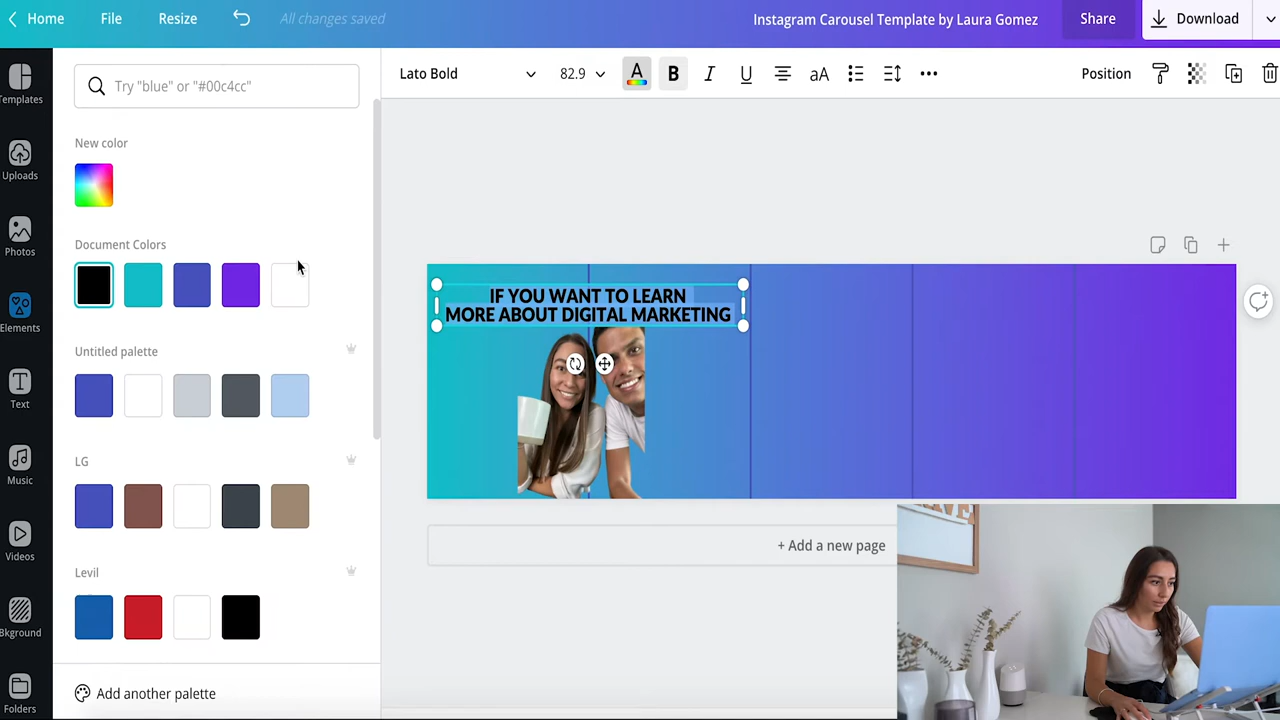 Home
File
Resize
All changes saved
Instagram Carousel Template by Laura Gomez
Share
Download
Templates
Uploads
Photos
Elements
Text
Music
Videos
Bkground
Folders
Try "blue" or "#00c4cc"
New color
Document Colors
Untitled palette
LG
Levil
Add another palette
Lato Bold
82.9
A
B
I
U
aA
Position
IF YOU WANT TO LEARN
MORE ABOUT DIGITAL MARKETING
+ Add a new page